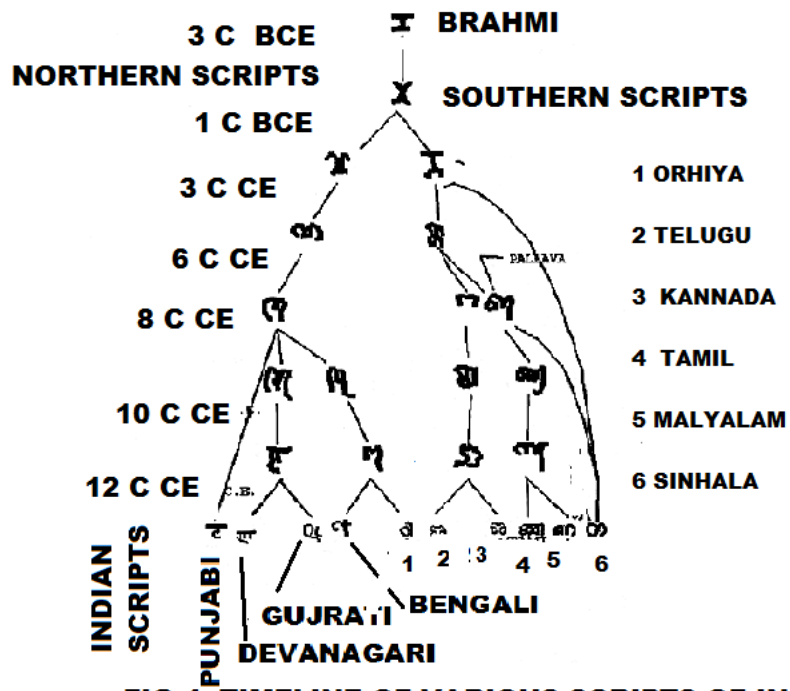 3 C BCE
BRAHMI
NORTHERN SCRIPTS
SOUTHERN SCRIPTS
1 C BCE
3 C CE
1 ORHIYA
2 TELUGU
6 C CE
PALLAVA
3 KANNADA
8 C CE
4 TAMIL
10 C CE
5 MALYALAM
12 C CE
6 SINHALA
C.E.
1 2 3 4 5 6
INDIAN
SCRIPTS
PUNJABI
GUJRATI
BENGALI
DEVANAGARI